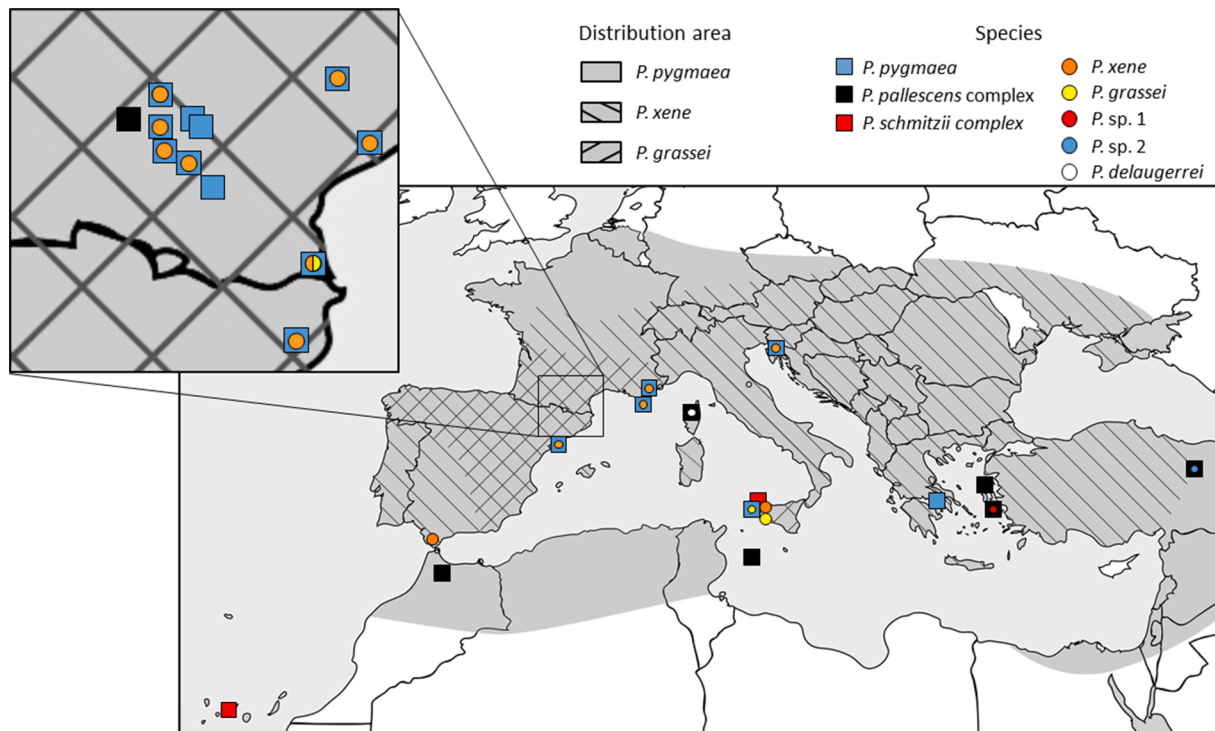 Distribution area
P. pygmaea
P. xene
P. grassei
Species
P. pygmaea
P. pallescens complex
P. schmitzii complex
P. xene
P. grassei
P. sp. 1
P. sp. 2
P. delaugerrei